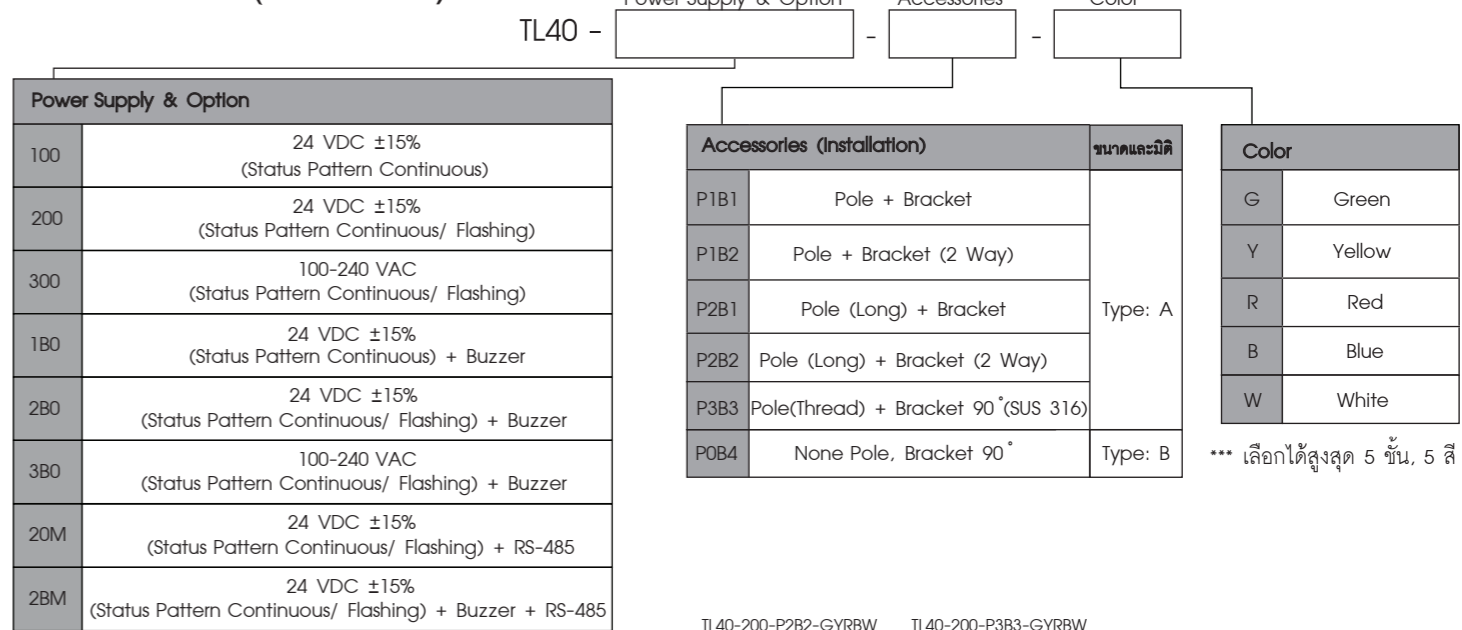 Power Supply & Option Accessories Color
TL40 - - -
Power Supply & Option
100 24 VDC ±15%
(Status Pattern Continuous)
200 24 VDC ±15%
(Status Pattern Continuous/ Flashing)
300 100-240 VAC
(Status Pattern Continuous/ Flashing)
1B0 24 VDC ±15%
(Status Pattern Continuous) + Buzzer
2B0 24 VDC ±15%
(Status Pattern Continuous/ Flashing) + Buzzer
3B0 100-240 VAC
(Status Pattern Continuous/ Flashing) + Buzzer
20M 24 VDC ±15%
(Status Pattern Continuous/ Flashing) + RS-485
2BM 24 VDC ±15%
(Status Pattern Continuous/ Flashing) + Buzzer + RS-485
Accessories (Installation) ขนาดและมิติ
P1B1 Pole + Bracket
P1B2 Pole + Bracket (2 Way)
P2B1 Pole (Long) + Bracket Type: A
P2B2 Pole (Long) + Bracket (2 Way)
P3B3 Pole(Thread) + Bracket 90°(SUS 316)
P0B4 None Pole, Bracket 90° Type: B
Color
G Green
Y Yellow
R Red
B Blue
W White
*** เลือกได้สูงสุด 5 ชั้น, 5 สี
TL40-200-P2B2-GYRBW TL40-200-P3B3-GYRBW